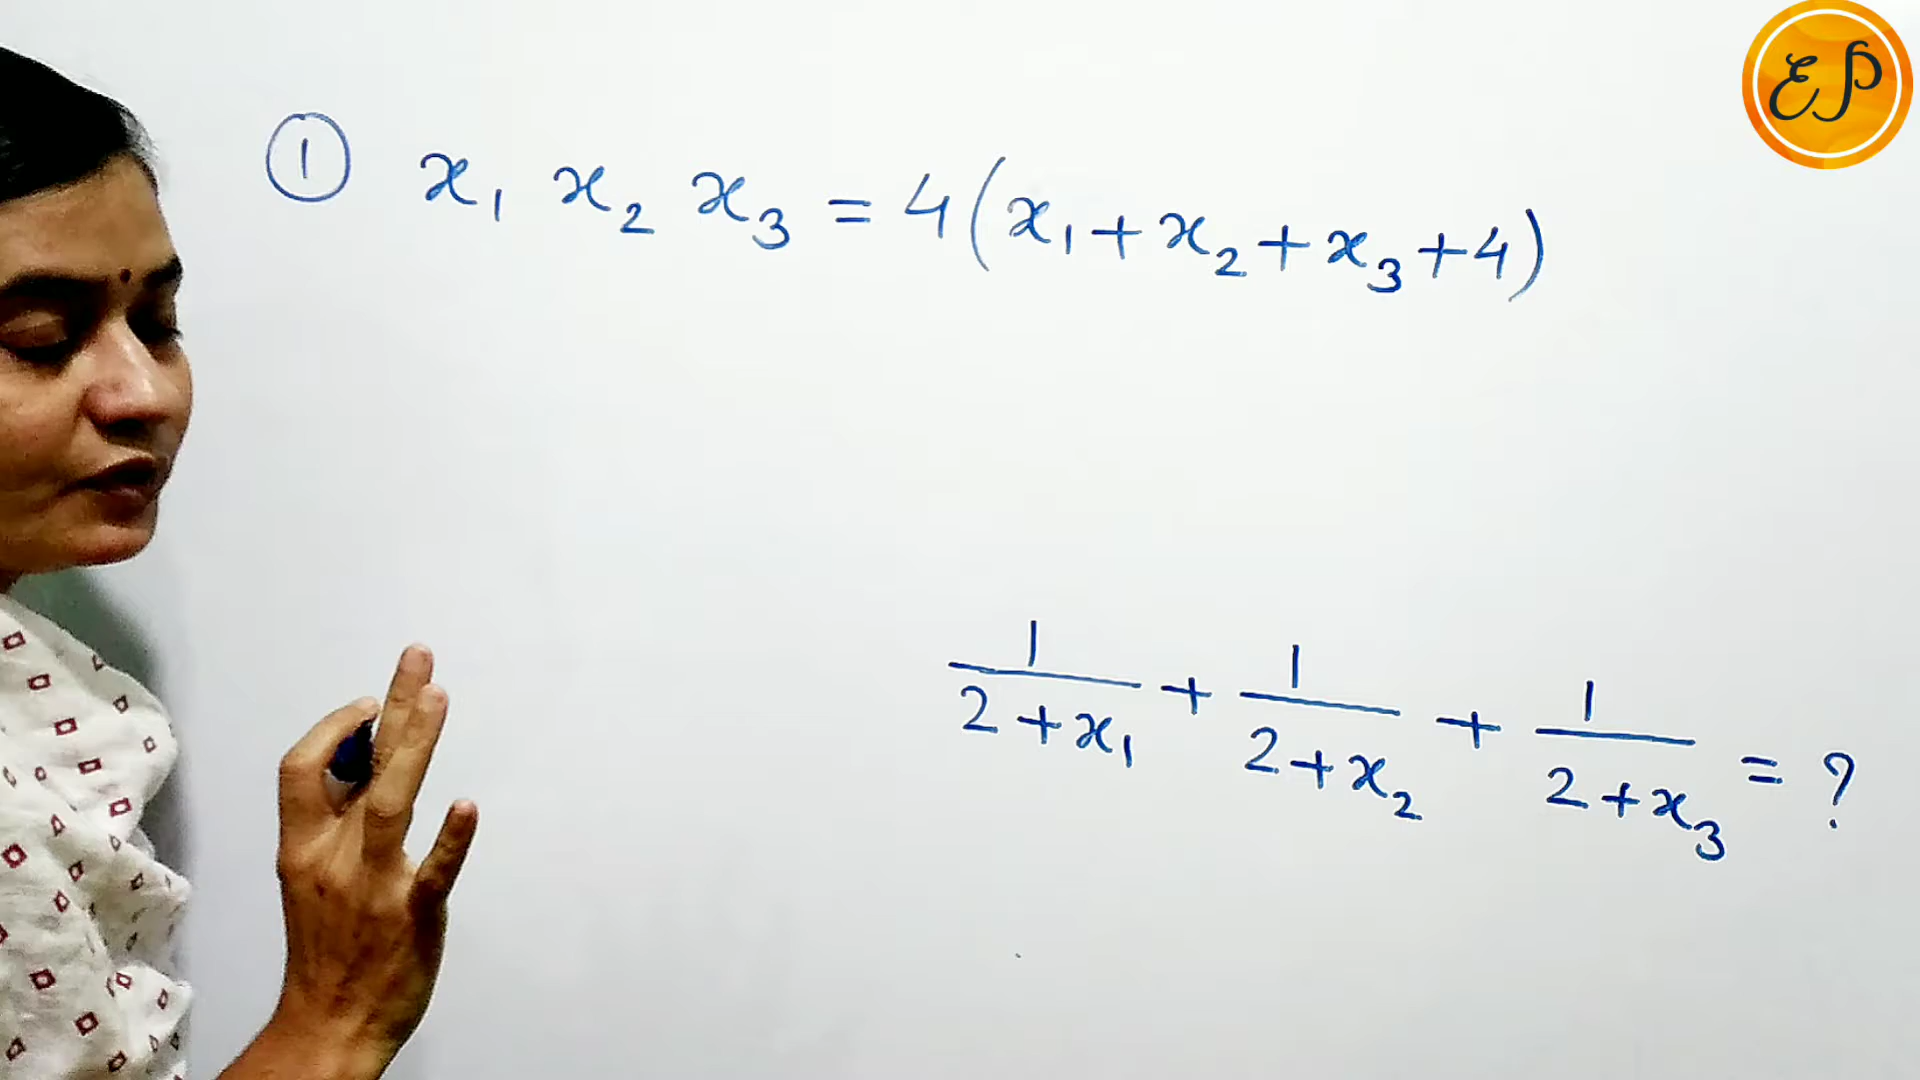 EP
① x₁ x₂ x₃ = 4(x₁+x₂+x₃+4)
1/(2+x₁) + 1/(2+x₂) + 1/(2+x₃) = ?